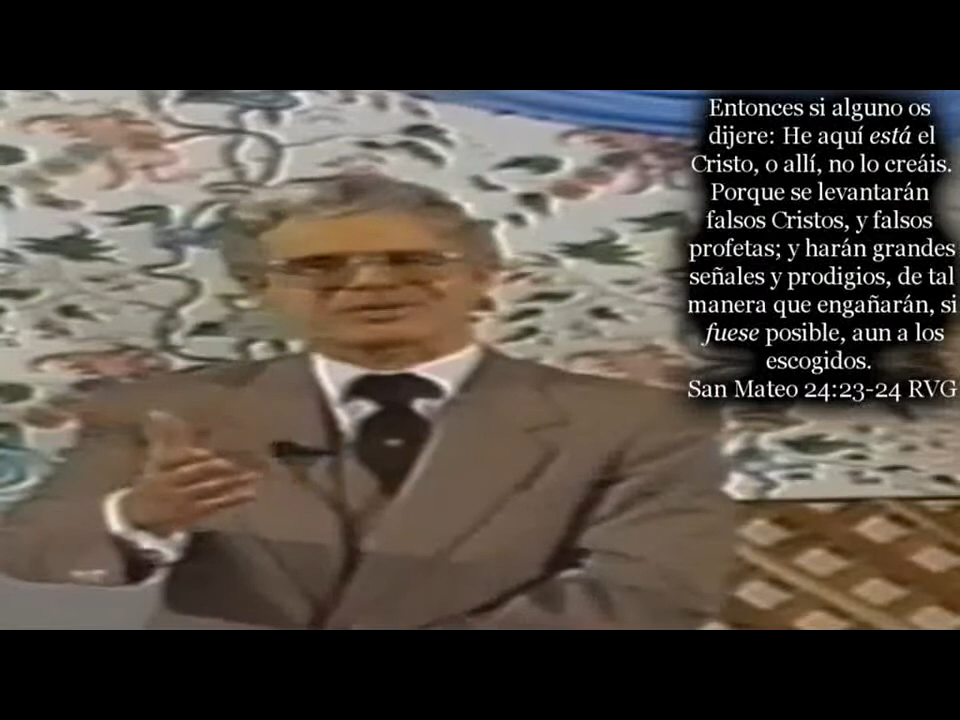 Entonces si alguno os
dijere: He aquí está el
Cristo, o allí, no lo creáis.
Porque se levantarán
falsos Cristos, y falsos
profetas; y harán grandes
señales y prodigios, de tal
manera que engañarán, si
fuese posible, aun a los
escogidos.
San Mateo 24:23-24 RVG